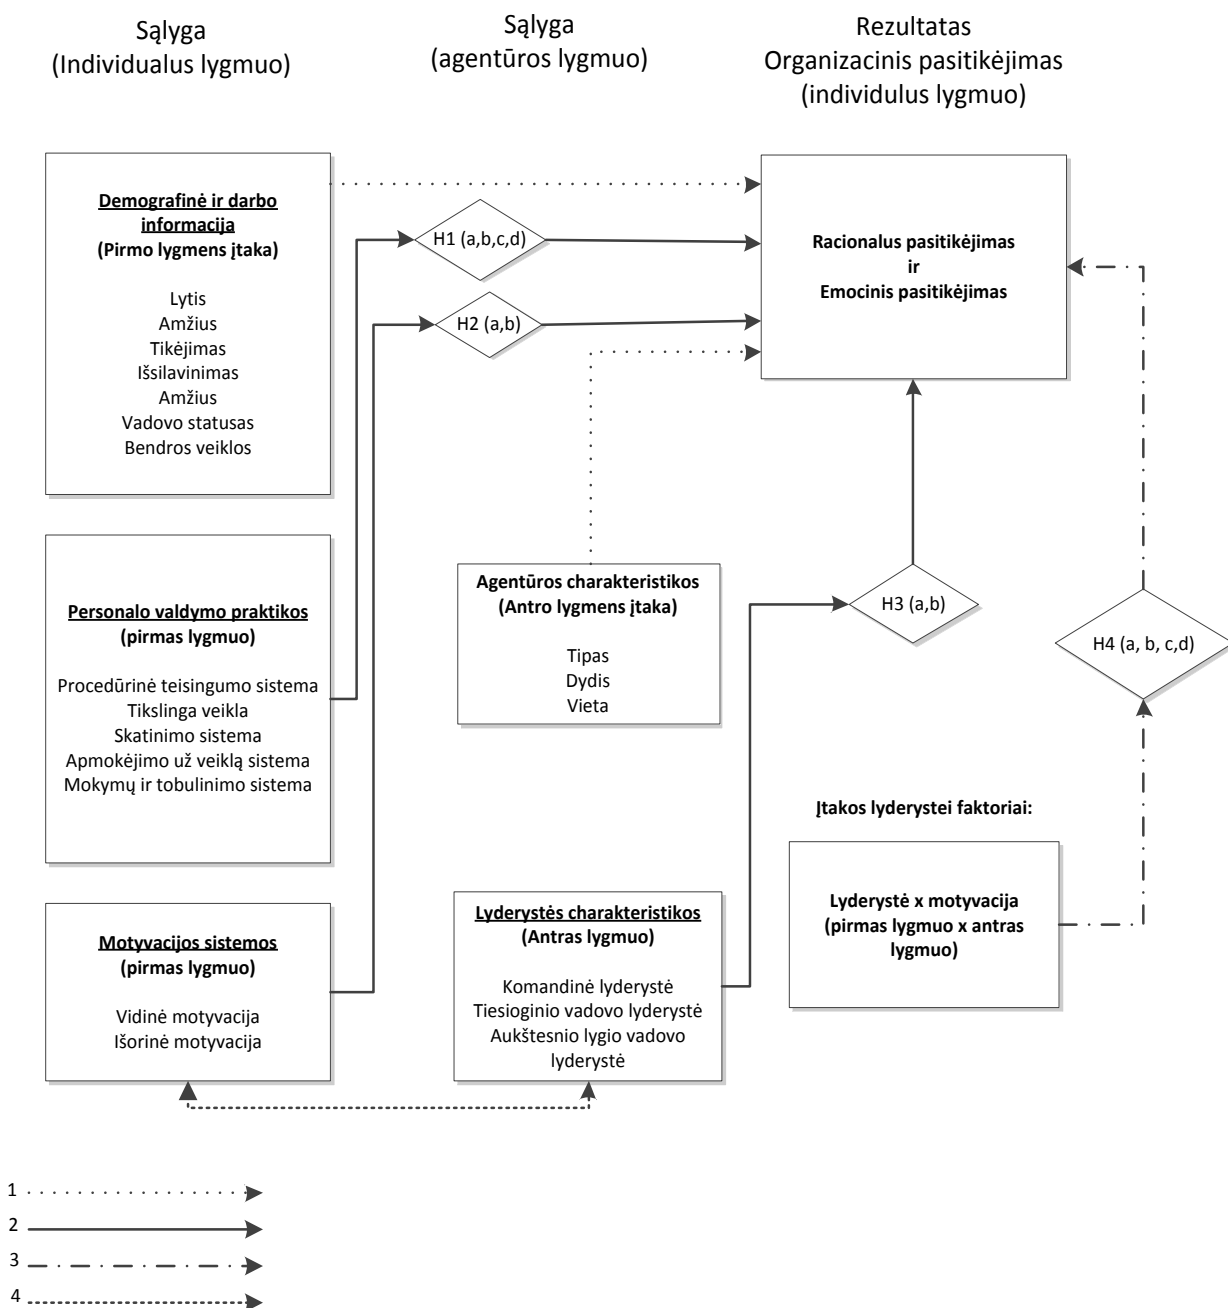 Sąlyga
(Individualus lygmuo)
Sąlyga
(agentūros lygmuo)
Rezultatas
Organizacinis pasitikėjimas
(individulus lygmuo)
Demografinė ir darbo
informacija
(Pirmo lygmens įtaka)
Lytis
Amžius
Tikėjimas
Išsilavinimas
Amžius
Vadovo statusas
Bendros veiklos
H1 (a,b,c,d)
H2 (a,b)
Racionalus pasitikėjimas
ir
Emocinis pasitikėjimas
Personalo valdymo praktikos
(pirmas lygmuo)
Procedūrinė teisingumo sistema
Tikslinga veikla
Skatinimo sistema
Apmokėjimo už veiklą sistema
Mokymų ir tobulinimo sistema
Agentūros charakteristikos
(Antro lygmens įtaka)
Tipas
Dydis
Vieta
H3 (a,b)
H4 (a, b, c,d)
Įtakos lyderystei faktoriai:
Lyderystė x motyvacija
(pirmas lygmuo x antras
lygmuo)
Motyvacijos sistemos
(pirmas lygmuo)
Vidinė motyvacija
Išorinė motyvacija
Lyderystės charakteristikos
(Antras lygmuo)
Komandinė lyderystė
Tiesioginio vadovo lyderystė
Aukštesnio lygio vadovo
lyderystė
1
2
3
4